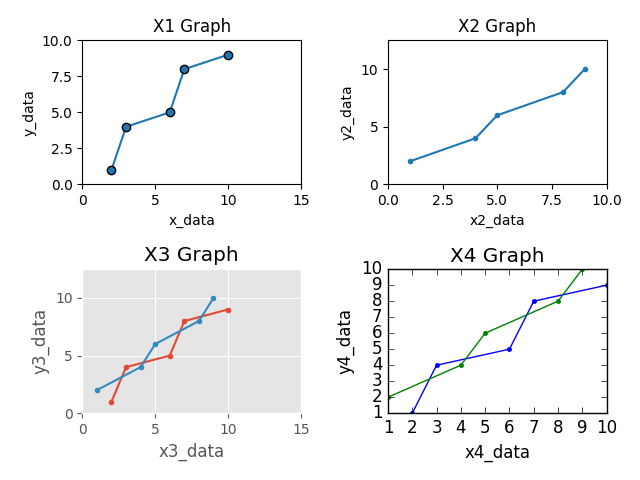 X1 Graph
10.0
7.5
5.0
2.5
0.0
y_data
0 5 10 15
x_data
X2 Graph
10
5
0
y2_data
0.0 2.5 5.0 7.5 10.0
x2_data
X3 Graph
10
5
0
y3_data
0 5 10 15
x3_data
X4 Graph
10
9
8
7
6
5
4
3
2
1
y4_data
1 2 3 4 5 6 7 8 9 10
x4_data